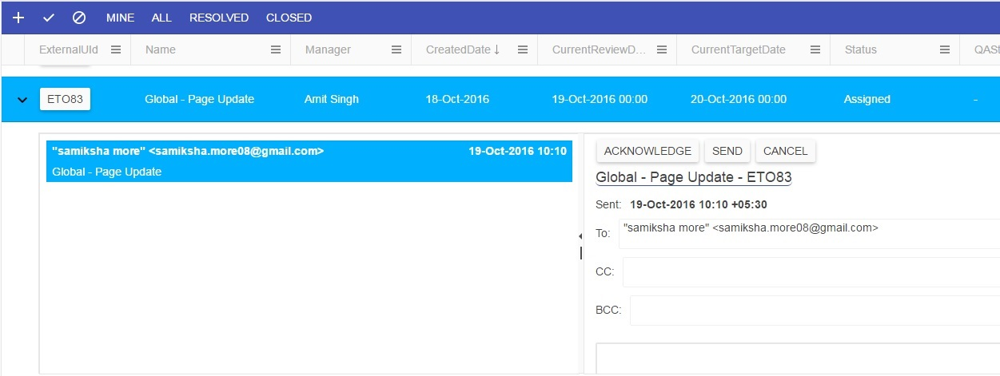 MINE ALL RESOLVED CLOSED
ExternalUId Name Manager CreatedDate CurrentReviewD... CurrentTargetDate Status QASt
ETO83 Global - Page Update Amit Singh 18-Oct-2016 19-Oct-2016 00:00 20-Oct-2016 00:00 Assigned -
"samiksha more" <samiksha.more08@gmail.com> 19-Oct-2016 10:10
Global - Page Update
ACKNOWLEDGE SEND CANCEL
Global - Page Update - ETO83
Sent: 19-Oct-2016 10:10 +05:30
To: "samiksha more" <samiksha.more08@gmail.com>
CC:
BCC: